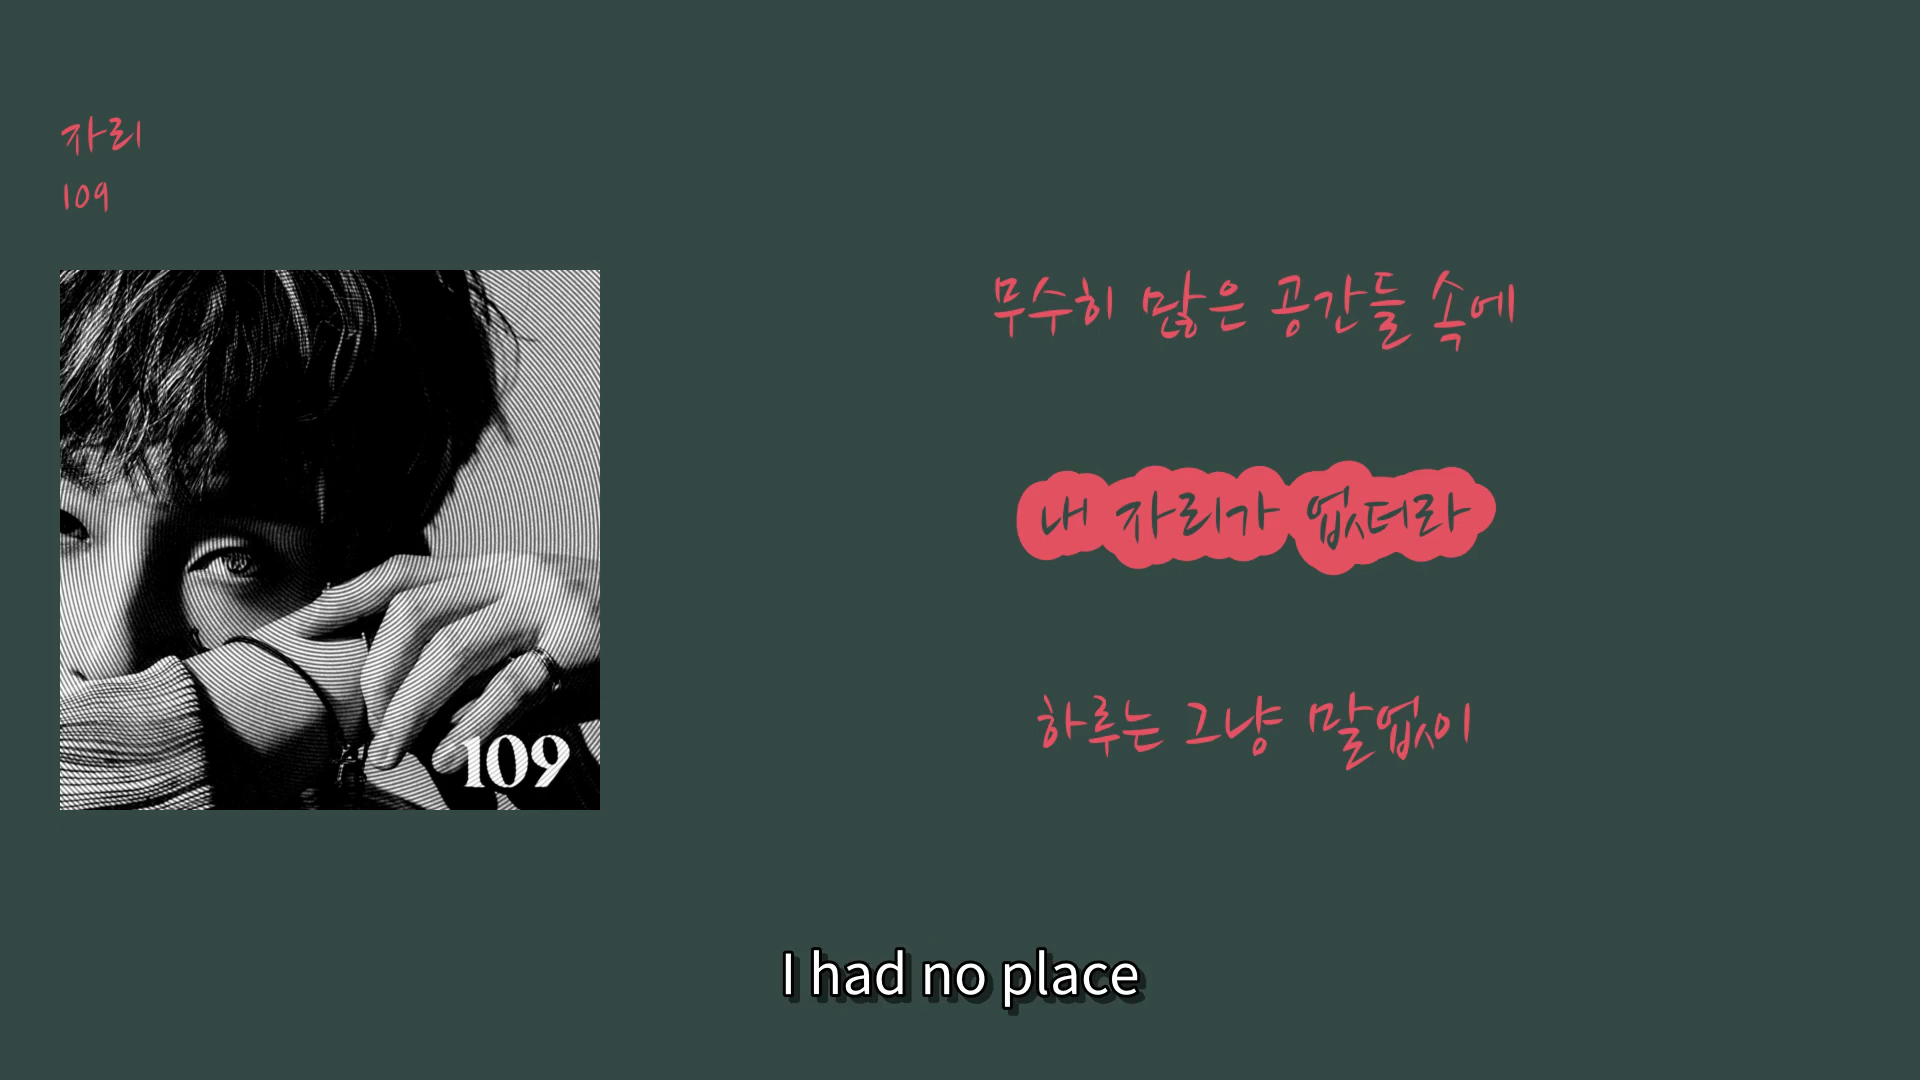 자리
109
109
무수히 많은 공간들 속에
내 자리가 없더라
하루는 그냥 말없이
I had no place